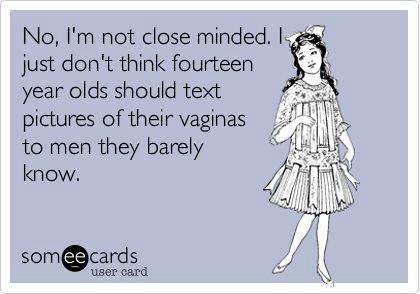 No, I'm not close minded. I
just don't think fourteen
year olds should text
pictures of their vaginas
to men they barely
know.
someecards
user card